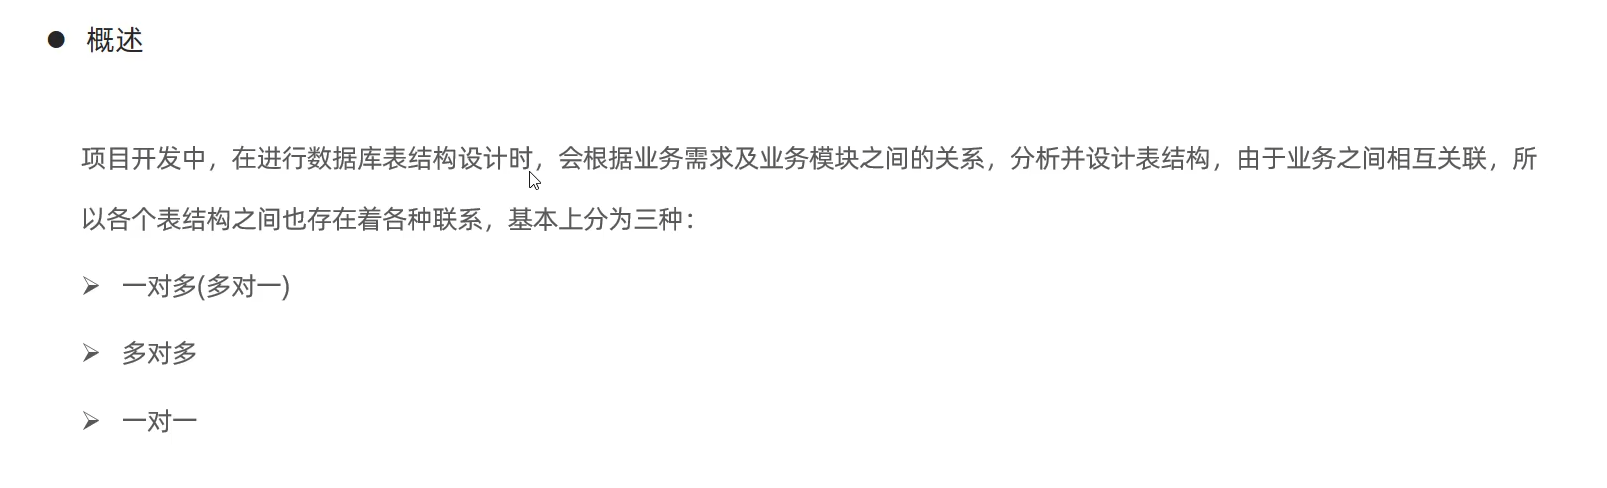 ● 概述
项目开发中，在进行数据库表结构设计时，会根据业务需求及业务模块之间的关系，分析并设计表结构，由于业务之间相互关联，所
以各个表结构之间也存在着各种联系，基本上分为三种：
➢ 一对多(多对一)
➢ 多对多
➢ 一对一